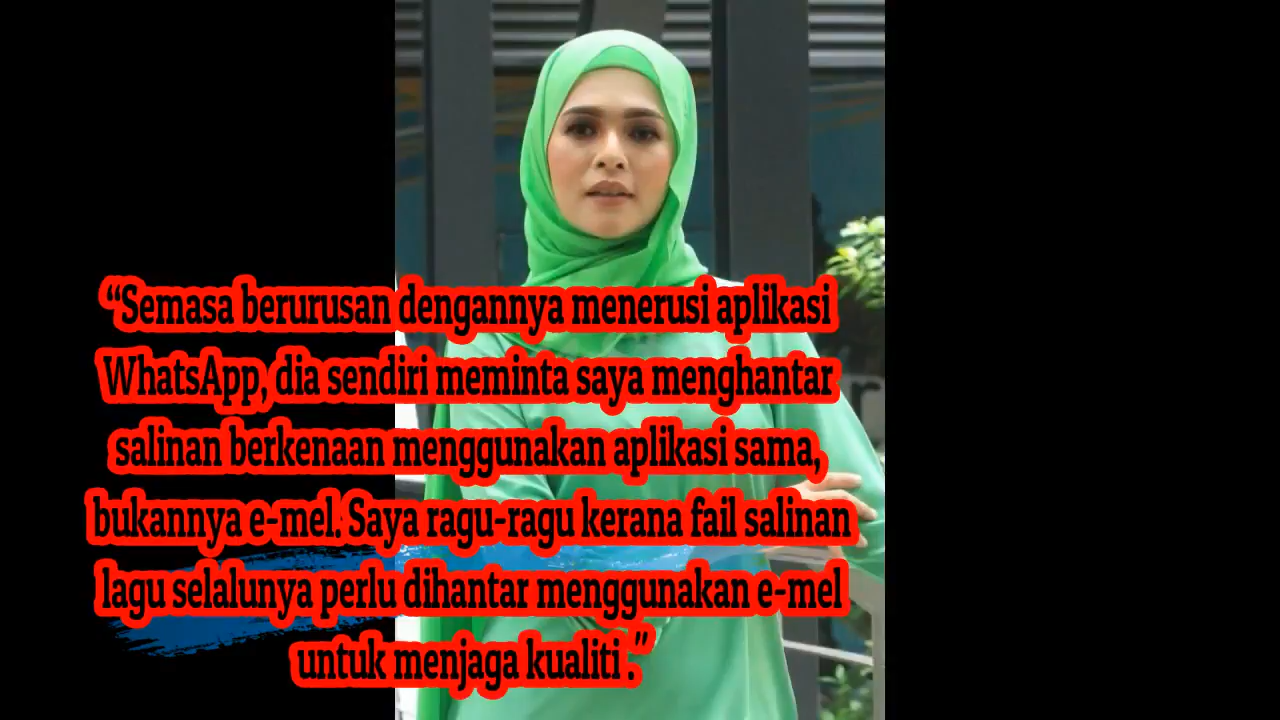 “Semasa berurusan dengannya menerusi aplikasi
WhatsApp, dia sendiri meminta saya menghantar
salinan berkenaan menggunakan aplikasi sama,
bukannya e-mel. Saya ragu-ragu kerana fail salinan
lagu selalunya perlu dihantar menggunakan e-mel
untuk menjaga kualiti .”